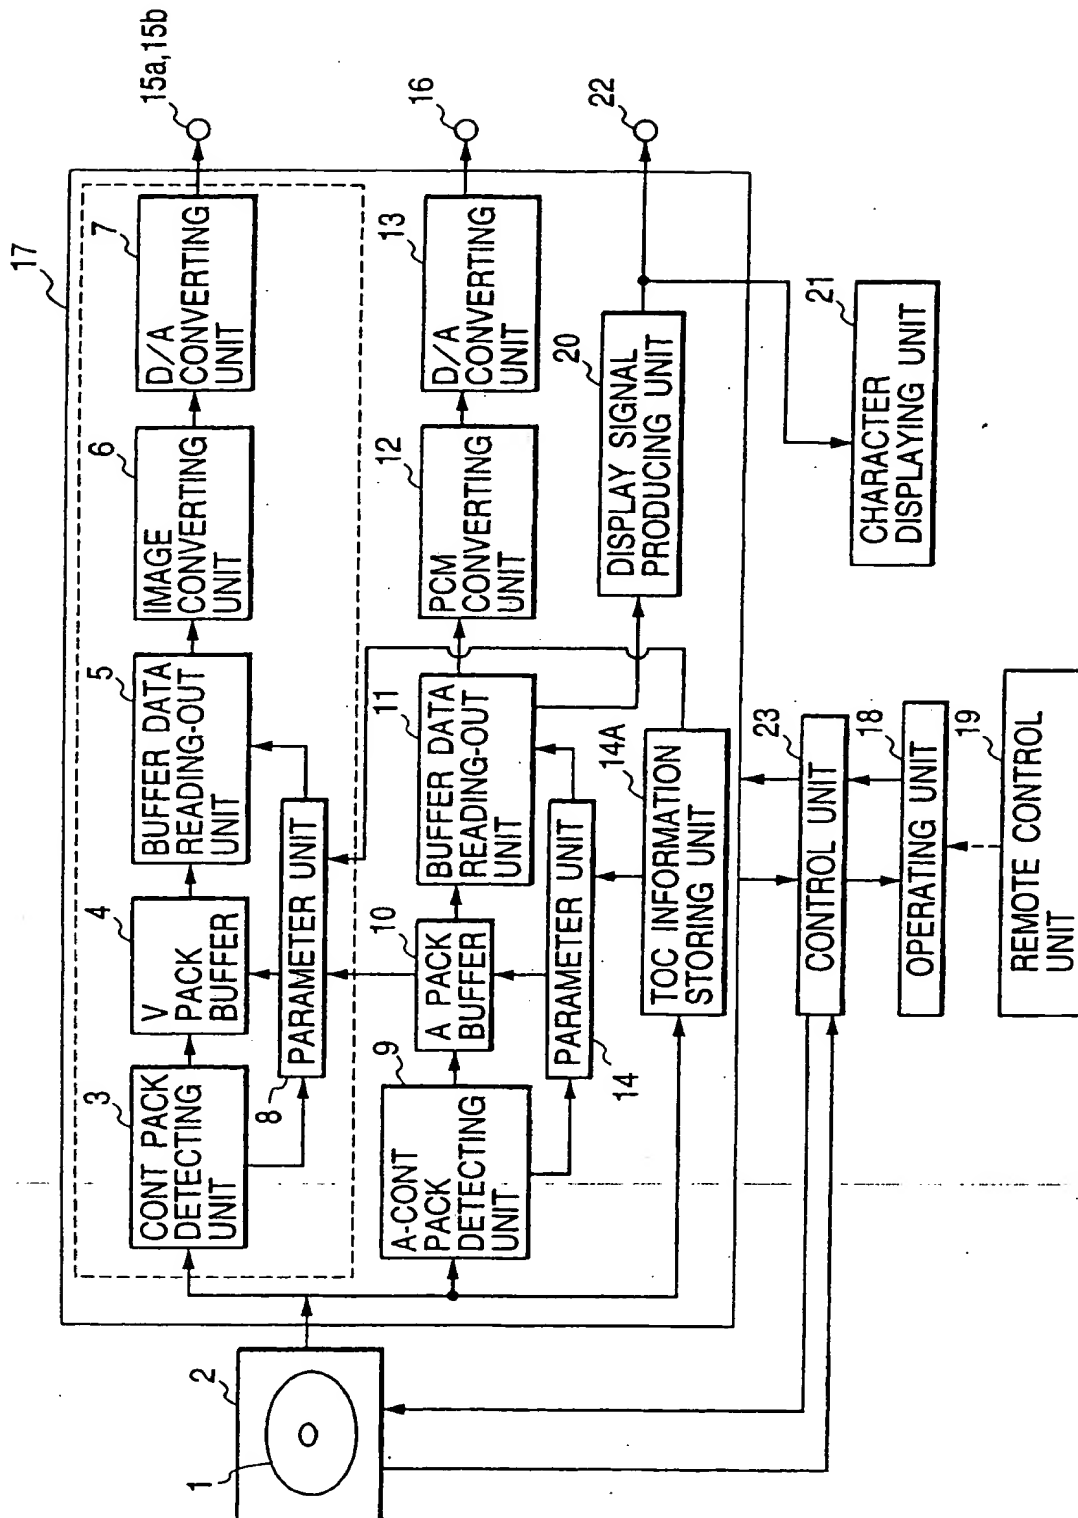 17
3
CONT PACK
DETECTING
UNIT
4
V
PACK
BUFFER
5
BUFFER DATA
READING-OUT
UNIT
6
IMAGE
CONVERTING
UNIT
7
D/A
CONVERTING
UNIT
15a,15b
8
PARAMETER UNIT
2
1
9
A-CONT
PACK
DETECTING
UNIT
10
A PACK
BUFFER
11
BUFFER DATA
READING-OUT
UNIT
12
PCM
CONVERTING
UNIT
13
D/A
CONVERTING
UNIT
16
14
PARAMETER UNIT
14A
TOC INFORMATION
STORING UNIT
20
DISPLAY SIGNAL
PRODUCING UNIT
22
23
CONTROL UNIT
21
CHARACTER
DISPLAYING UNIT
18
OPERATING UNIT
19
REMOTE CONTROL
UNIT